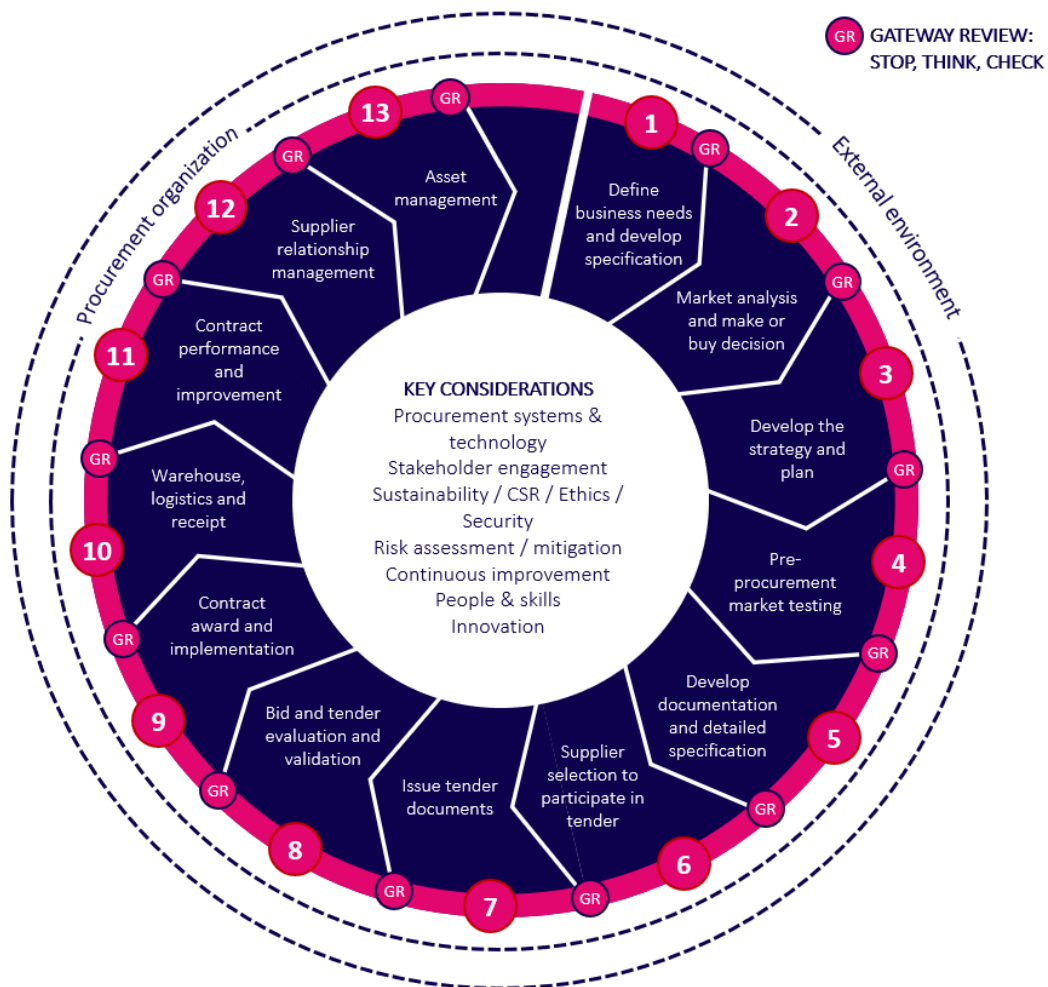 GR
GATEWAY REVIEW:
STOP, THINK, CHECK
Procurement organization
External environment
1
GR
Define
business needs
and develop
specification
2
GR
Market analysis
and make or
buy decision
3
GR
Develop the
strategy and
plan
4
GR
Pre-
procurement
market testing
5
GR
Develop
documentation
and detailed
specification
6
GR
Supplier
selection to
participate in
tender
7
GR
Issue tender
documents
8
GR
Bid and tender
evaluation and
validation
9
GR
Contract
award and
implementation
10
GR
Warehouse,
logistics and
receipt
11
GR
Contract
performance
and
improvement
12
GR
Supplier
relationship
management
13
GR
Asset
management
KEY CONSIDERATIONS
Procurement systems &
technology
Stakeholder engagement
Sustainability / CSR / Ethics /
Security
Risk assessment / mitigation
Continuous improvement
People & skills
Innovation